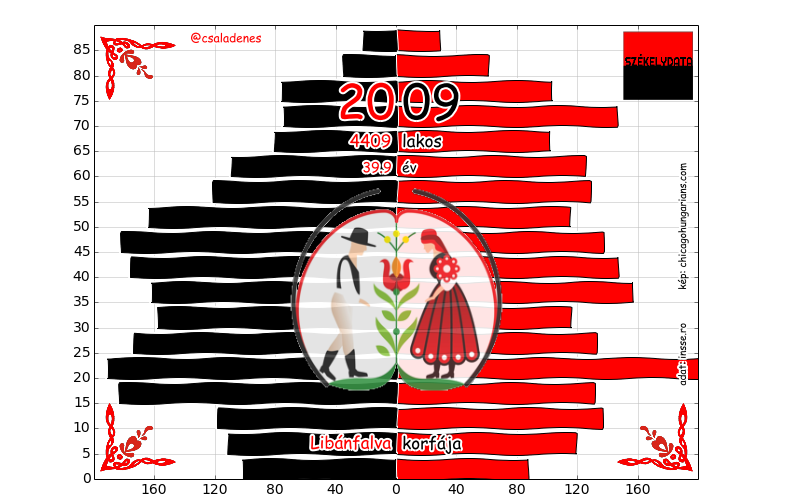 @csaladenes
SZÉKELYDATA
2009
4409 lakos
39.9 év
kép: chicagohungarians.com
adat: insse.ro
Libánfalva korfája
85
80
75
70
65
60
55
50
45
40
35
30
25
20
15
10
5
0
160 120 80 40 0 40 80 120 160